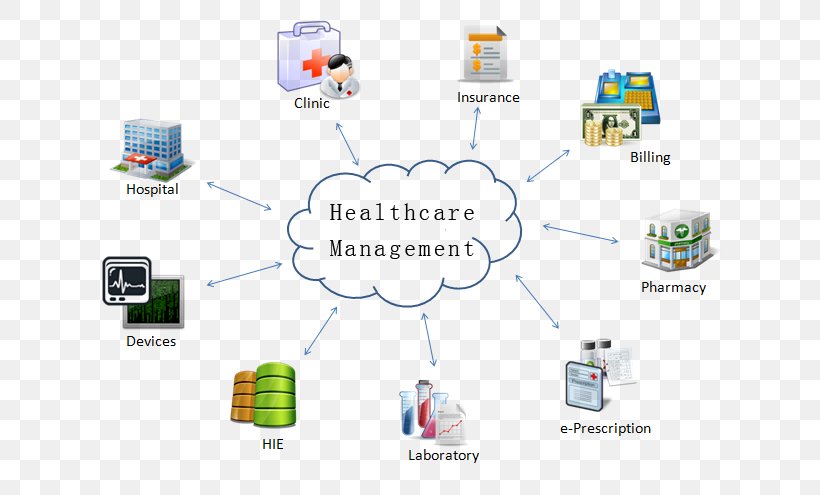 Clinic
Insurance
Billing
Hospital
Healthcare
Management
Pharmacy
Devices
e-Prescription
HIE
Laboratory